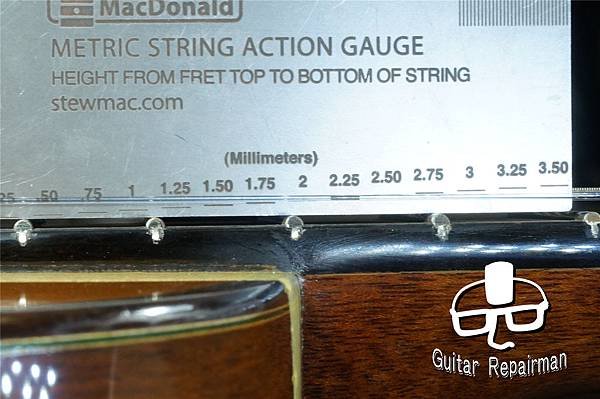 MacDonald
METRIC STRING ACTION GAUGE
HEIGHT FROM FRET TOP TO BOTTOM OF STRING
stewmac.com
(Millimeters)
25 .50 .75 1 1.25 1.50 1.75 2 2.25 2.50 2.75 3 3.25 3.50
Guitar Repairman